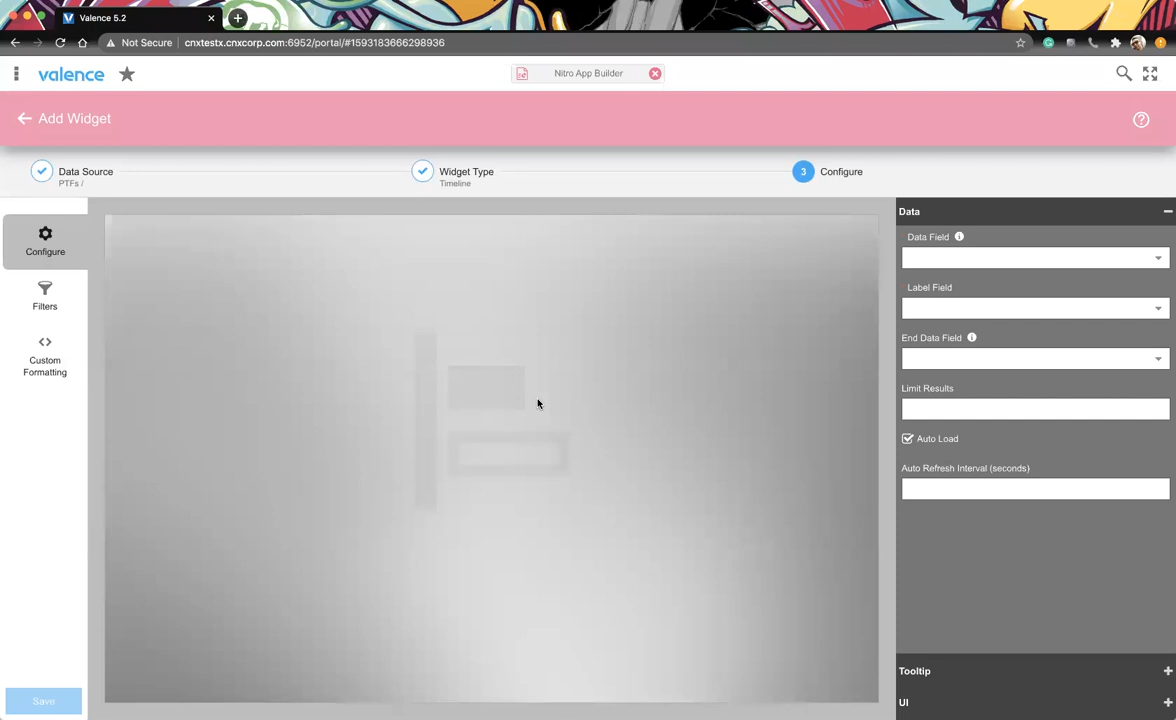 Valence 5.2
Not Secure
cnxtestx.cnxcorp.com:6952/portal/#1593183666298936
valence
Nitro App Builder
Add Widget
Data Source
PTFs /
Widget Type
Timeline
3
Configure
Configure
Filters
Custom
Formatting
Save
Data
Data Field
Label Field
End Data Field
Limit Results
Auto Load
Auto Refresh Interval (seconds)
Tooltip
UI